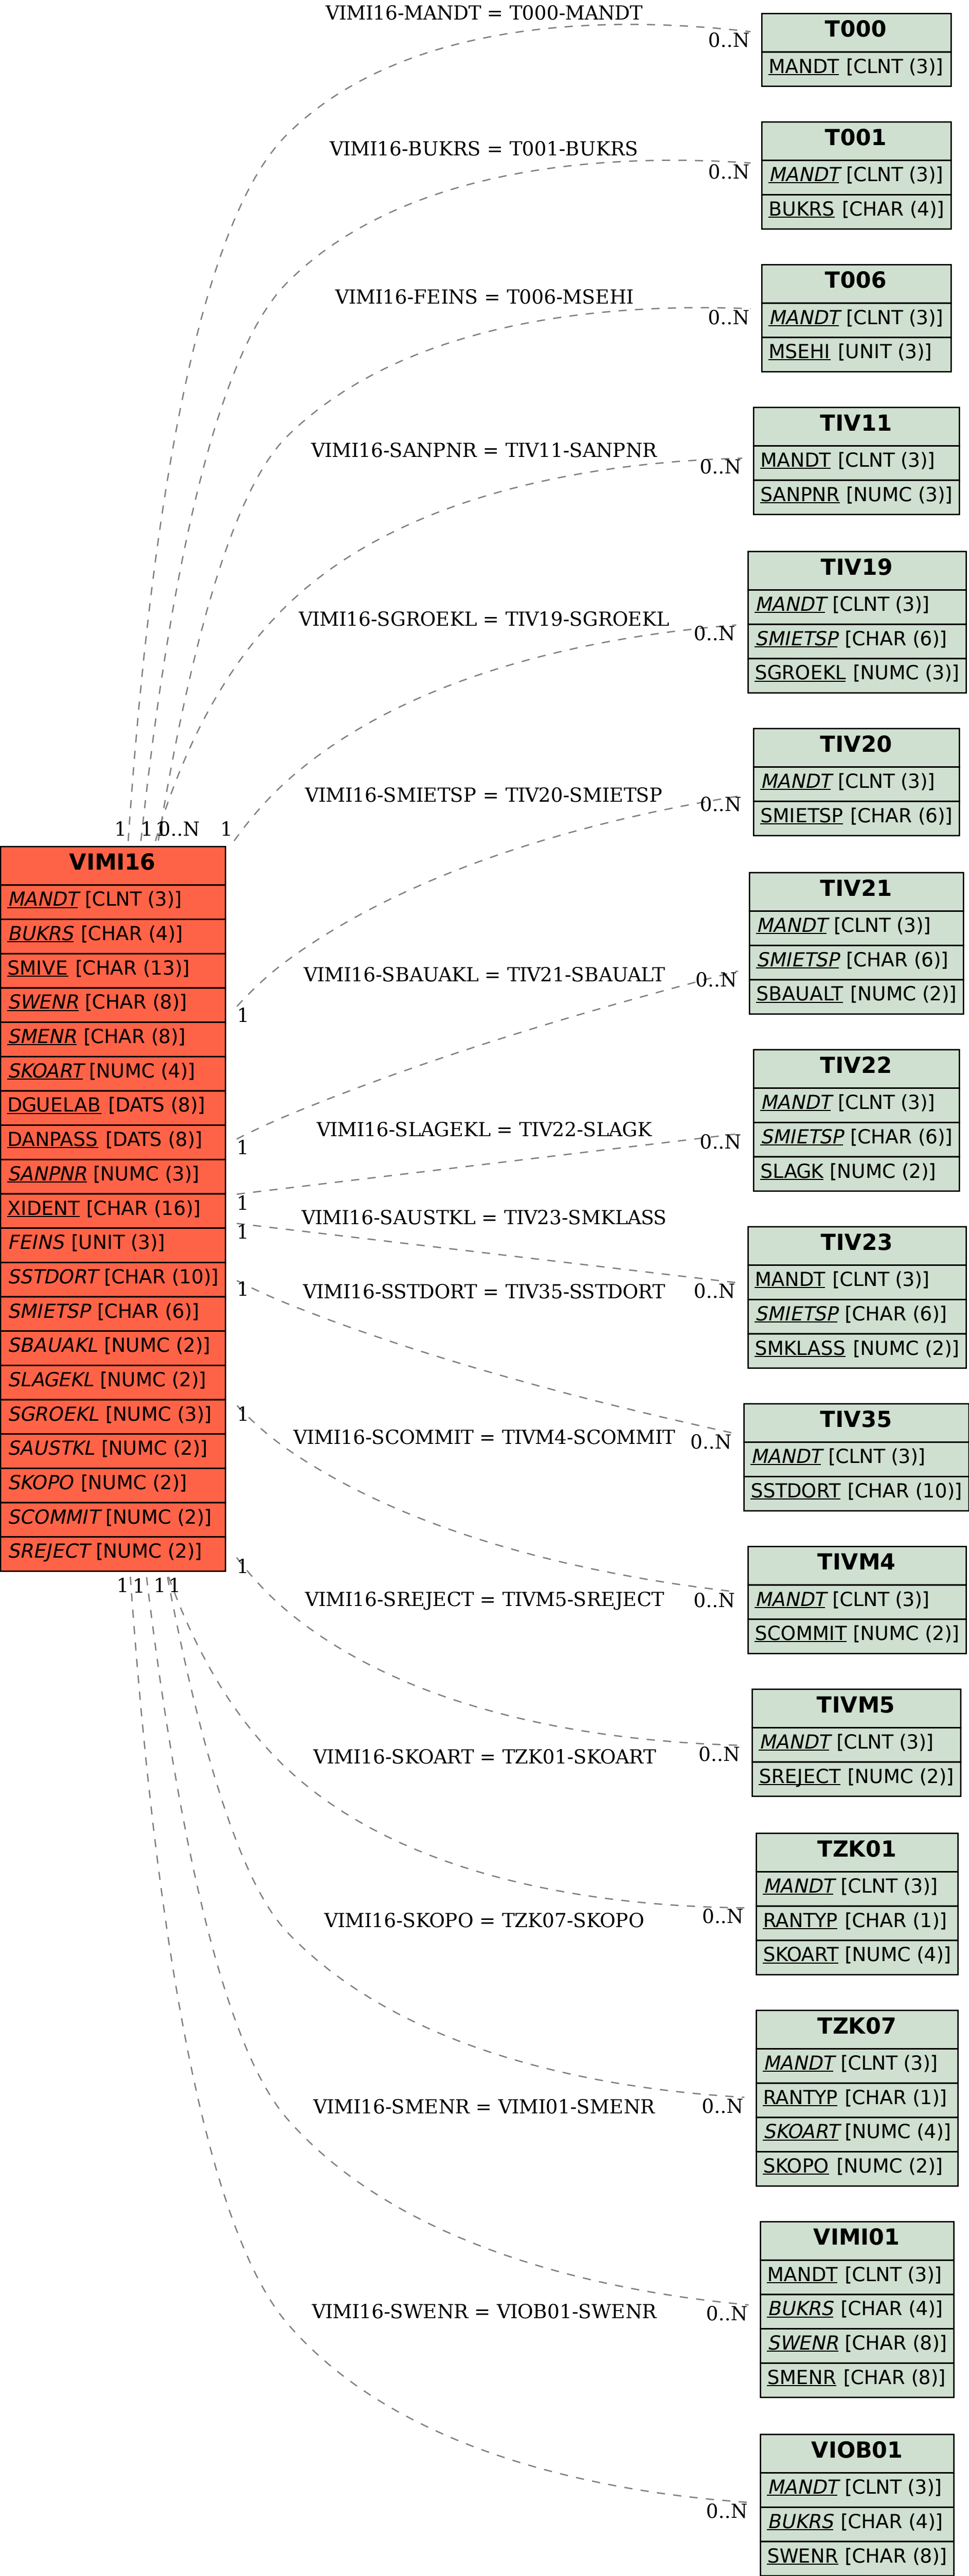 VIMI16-MANDT = T000-MANDT
0..N
T000
MANDT [CLNT (3)]
VIMI16-BUKRS = T001-BUKRS
0..N
T001
MANDT [CLNT (3)]
BUKRS [CHAR (4)]
VIMI16-FEINS = T006-MSEHI
0..N
T006
MANDT [CLNT (3)]
MSEHI [UNIT (3)]
VIMI16-SANPNR = TIV11-SANPNR
0..N
TIV11
MANDT [CLNT (3)]
SANPNR [NUMC (3)]
VIMI16-SGROEKL = TIV19-SGROEKL
0..N
TIV19
MANDT [CLNT (3)]
SMIETSP [CHAR (6)]
SGROEKL [NUMC (3)]
VIMI16-SMIETSP = TIV20-SMIETSP
0..N
TIV20
MANDT [CLNT (3)]
SMIETSP [CHAR (6)]
1 1 1 0..N 1
VIMI16
MANDT [CLNT (3)]
BUKRS [CHAR (4)]
SMIVE [CHAR (13)]
SWENR [CHAR (8)]
SMENR [CHAR (8)]
SKOART [NUMC (4)]
DGUELAB [DATS (8)]
DANPASS [DATS (8)]
SANPNR [NUMC (3)]
XIDENT [CHAR (16)]
FEINS [UNIT (3)]
SSTDORT [CHAR (10)]
SMIETSP [CHAR (6)]
SBAUAKL [NUMC (2)]
SLAGEKL [NUMC (2)]
SGROEKL [NUMC (3)]
SAUSTKL [NUMC (2)]
SKOPO [NUMC (2)]
SCOMMIT [NUMC (2)]
SREJECT [NUMC (2)]
1
1
1
1
1
1
1
1 1 1 1
VIMI16-SBAUAKL = TIV21-SBAUALT
0..N
TIV21
MANDT [CLNT (3)]
SMIETSP [CHAR (6)]
SBAUALT [NUMC (2)]
VIMI16-SLAGEKL = TIV22-SLAGK
0..N
TIV22
MANDT [CLNT (3)]
SMIETSP [CHAR (6)]
SLAGK [NUMC (2)]
VIMI16-SAUSTKL = TIV23-SMKLASS
0..N
TIV23
MANDT [CLNT (3)]
SMIETSP [CHAR (6)]
SMKLASS [NUMC (2)]
VIMI16-SSTDORT = TIV35-SSTDORT
0..N
TIV35
MANDT [CLNT (3)]
SSTDORT [CHAR (10)]
VIMI16-SCOMMIT = TIVM4-SCOMMIT
0..N
TIVM4
MANDT [CLNT (3)]
SCOMMIT [NUMC (2)]
VIMI16-SREJECT = TIVM5-SREJECT
0..N
TIVM5
MANDT [CLNT (3)]
SREJECT [NUMC (2)]
VIMI16-SKOART = TZK01-SKOART
0..N
TZK01
MANDT [CLNT (3)]
RANTYP [CHAR (1)]
SKOART [NUMC (4)]
VIMI16-SKOPO = TZK07-SKOPO
0..N
TZK07
MANDT [CLNT (3)]
RANTYP [CHAR (1)]
SKOART [NUMC (4)]
SKOPO [NUMC (2)]
VIMI16-SMENR = VIMI01-SMENR
0..N
VIMI01
MANDT [CLNT (3)]
BUKRS [CHAR (4)]
SWENR [CHAR (8)]
SMENR [CHAR (8)]
VIMI16-SWENR = VIOB01-SWENR
0..N
VIOB01
MANDT [CLNT (3)]
BUKRS [CHAR (4)]
SWENR [CHAR (8)]